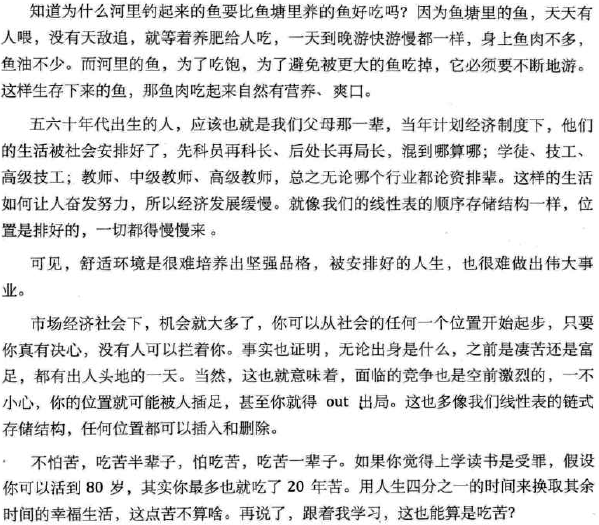 知道为什么河里钓起来的鱼要比鱼塘里养的鱼好吃吗？因为鱼塘里的鱼，天天有
人喂，没有天敌追，就等着养肥给人吃，一天到晚游快游慢都一样，身上鱼肉不多，
鱼油不少。而河里的鱼，为了吃饱，为了避免被更大的鱼吃掉，它必须要不断地游。
这样生存下来的鱼，那鱼肉吃起来自然有营养、爽口。
五六十年代出生的人，应该也就是我们父母那一辈，当年计划经济制度下，他们
的生活被社会安排好了，先科员再科长、后处长再局长，混到哪算哪；学徒、技工、
高级技工；教师、中级教师、高级教师，总之无论哪个行业都论资排辈。这样的生活
如何让人奋发努力，所以经济发展缓慢。就像我们的线性表的顺序存储结构一样，位
置是排好的，一切都得慢慢来。
可见，舒适环境是很难培养出坚强品格，被安排好的人生，也很难做出伟大事
业。
市场经济社会下，机会就大多了，你可以从社会的任何一个位置开始起步，只要
你真有决心，没有人可以拦着你。事实也证明，无论出身是什么，之前是凄苦还是富
足，都有出人头地的一天。当然，这也就意味着，面临的竞争也是空前激烈的，一不
小心，你的位置就可能被人插足，甚至你就得 out 出局。这也多像我们线性表的链式
存储结构，任何位置都可以插入和删除。
不怕苦，吃苦半辈子，怕吃苦，吃苦一辈子。如果你觉得上学读书是受罪，假设
你可以活到 80 岁，其实你最多也就吃了 20 年苦。用人生四分之一的时间来换取其余
时间的幸福生活，这点苦不算啥。再说了，跟着我学习，这也能算是吃苦？